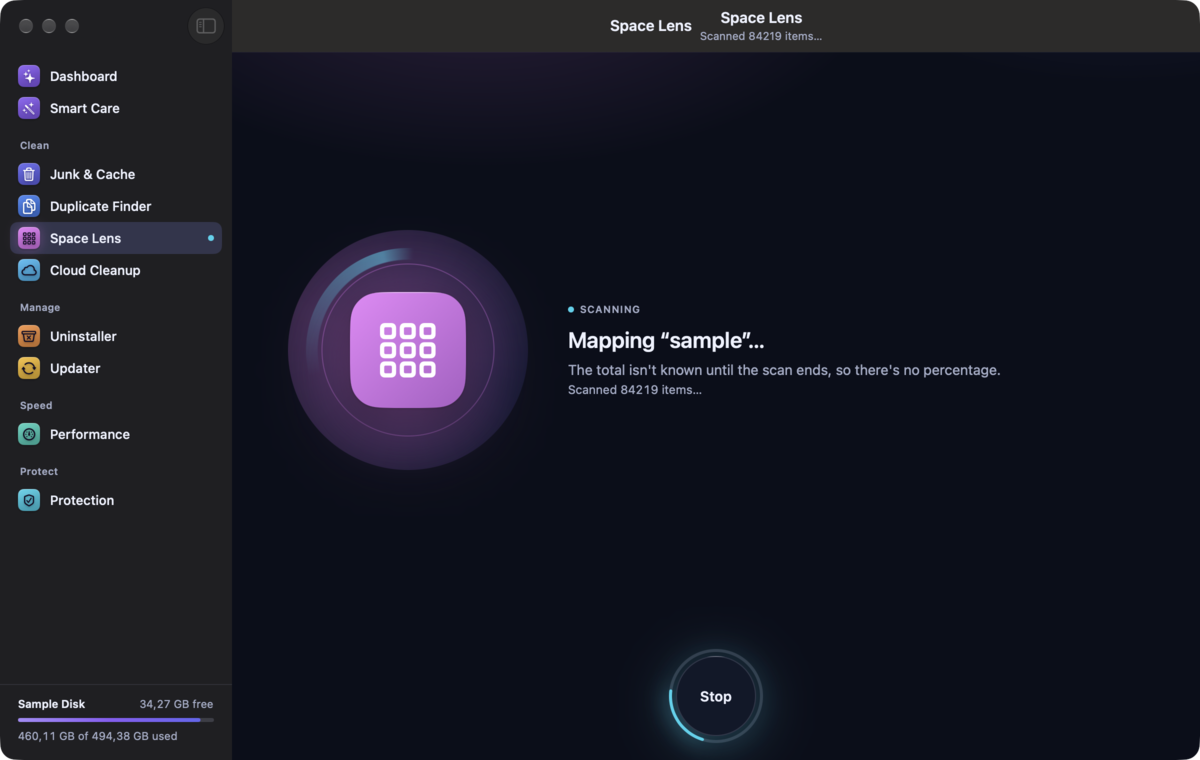 Space Lens
Space Lens
Scanned 84219 items...
Dashboard
Smart Care
Clean
Junk & Cache
Duplicate Finder
Space Lens
Cloud Cleanup
Manage
Uninstaller
Updater
Speed
Performance
Protect
Protection
Sample Disk
34,27 GB free
460,11 GB of 494,38 GB used
SCANNING
Mapping “sample”...
The total isn't known until the scan ends, so there's no percentage.
Scanned 84219 items...
Stop